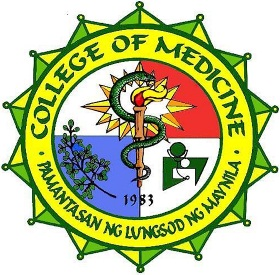 COLLEGE OF MEDICINE
PAMANTASAN NG LUNGSOD NG MAYNILA
1983